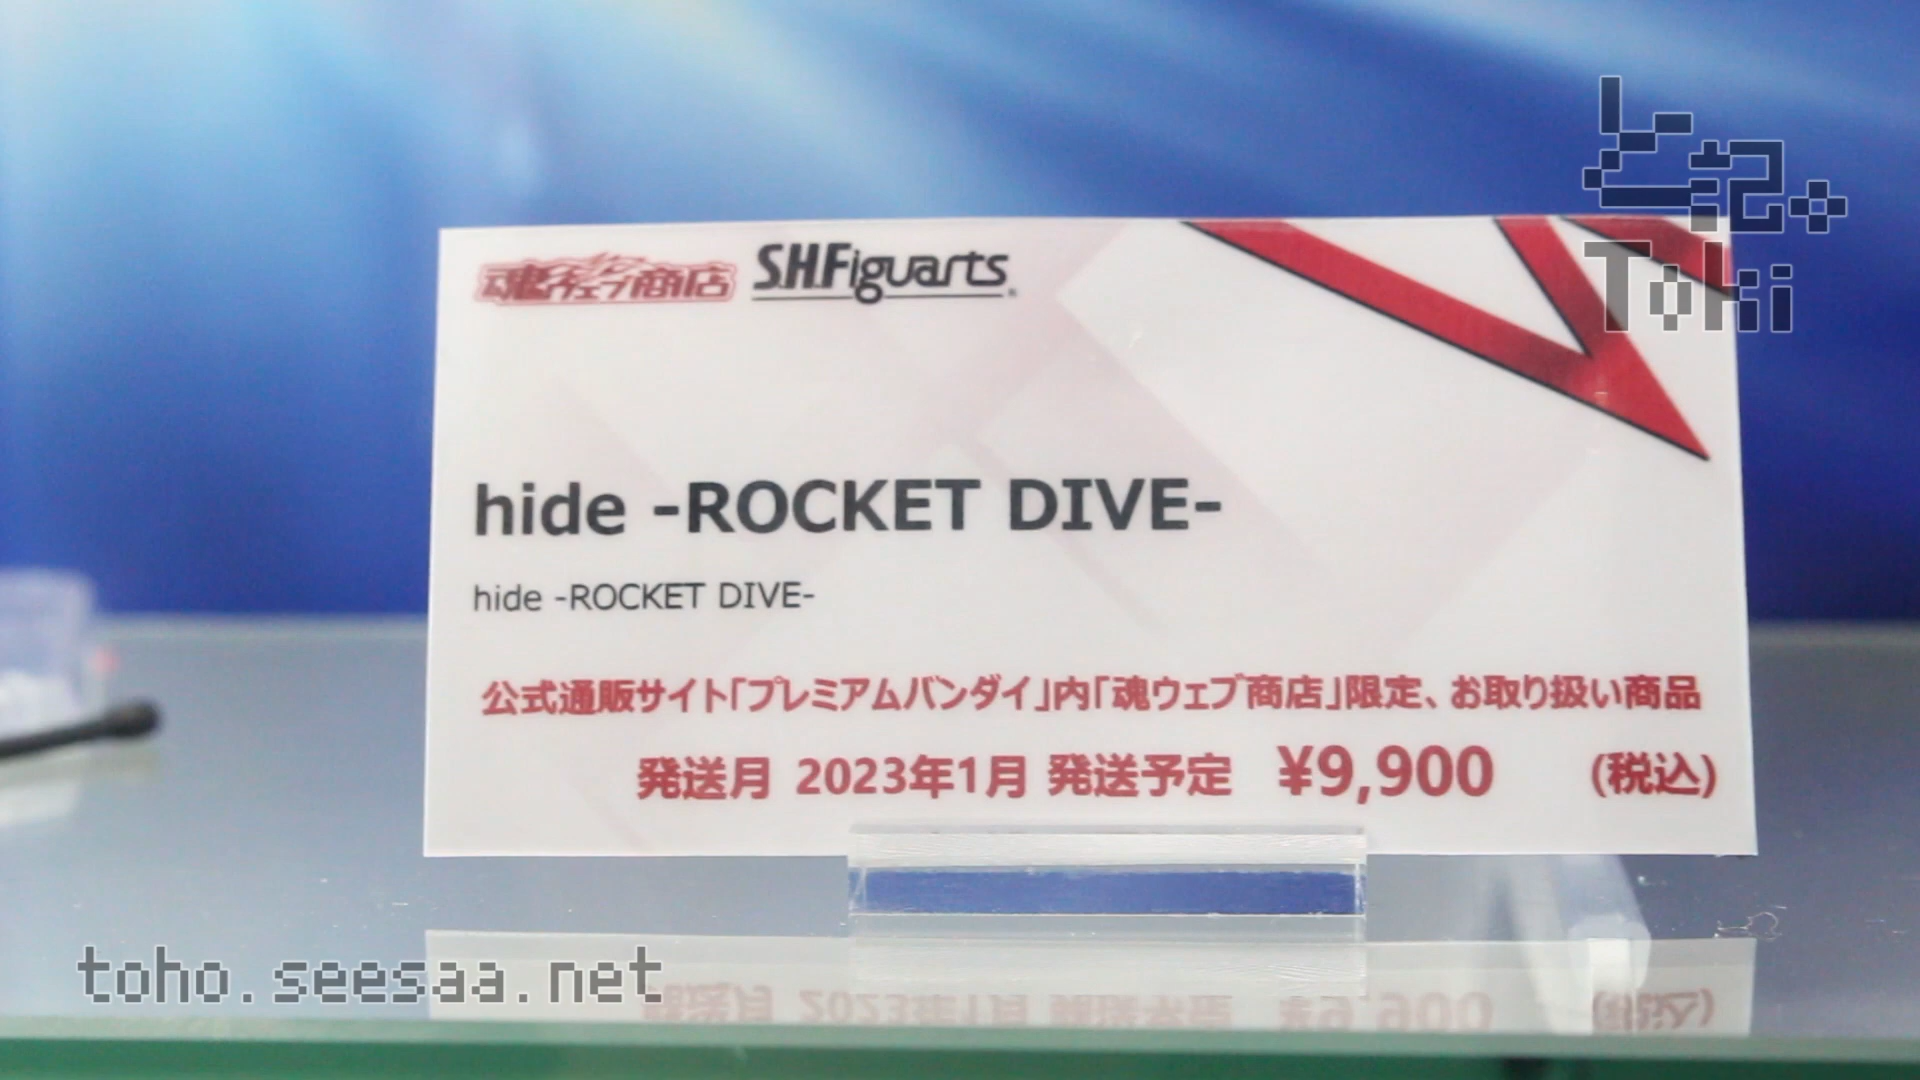 魂ウェブ商店 S.H.Figuarts
と記。
Toki
hide -ROCKET DIVE-
hide -ROCKET DIVE-
公式通販サイト「プレミアムバンダイ」内「魂ウェブ商店」限定、お取り扱い商品
発送月 2023年1月 発送予定 ¥9,900 (税込)
toho.seesaa.net